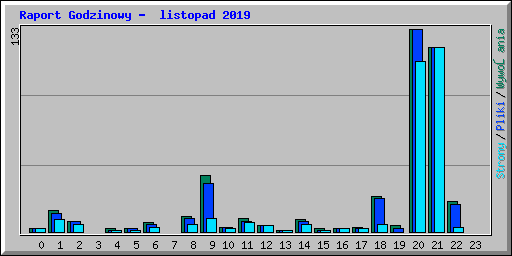 Raport Godzinowy - listopad 2019
133
0 1 2 3 4 5 6 7 8 9 10 11 12 13 14 15 16 17 18 19 20 21 22 23
Strony / Pliki /